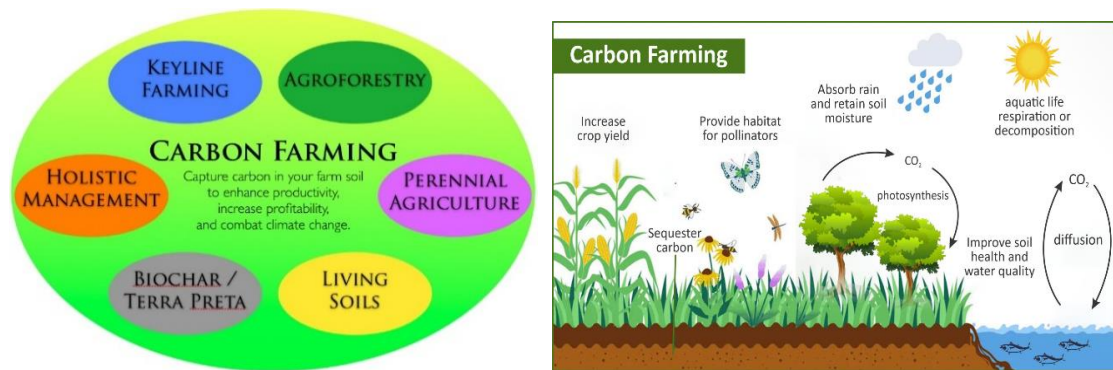 KEYLINE
FARMING
AGROFORESTRY
CARBON FARMING
Capture carbon in your farm soil
to enhance productivity,
increase profitability,
and combat climate change.
HOLISTIC
MANAGEMENT
PERENNIAL
AGRICULTURE
BIOCHAR /
TERRA PRETA
LIVING
SOILS
Carbon Farming
Increase
crop yield
Provide habitat
for pollinators
Absorb rain
and retain soil
moisture
aquatic life
respiration or
decomposition
CO₂
photosynthesis
CO₂
Sequester
carbon
Improve soil
health and
water quality
diffusion